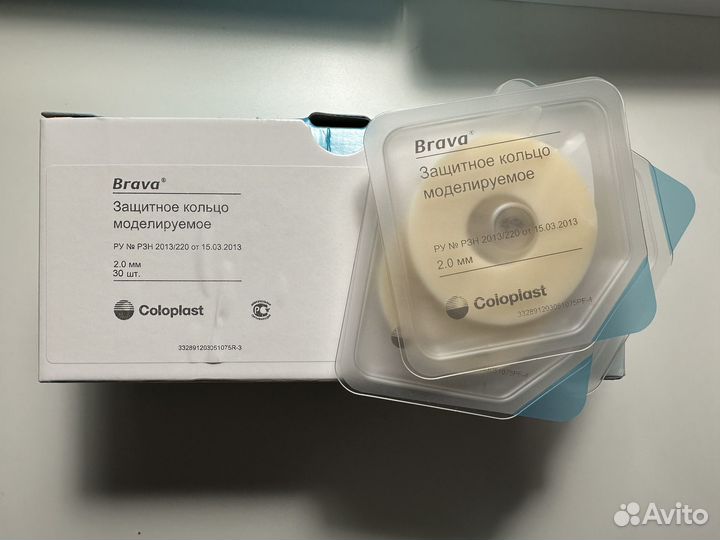 Brava®
Защитное кольцо
моделируемое
РУ № РЗН 2013/220 от 15.03.2013
2.0 мм
30 шт.
Coloplast
332891203051075R-3
Brava®
Защитное кольцо
моделируемое
РУ № РЗН 2013/220 от 15.03.2013
2.0 мм
Coloplast
332891203051075PF-4
Avito